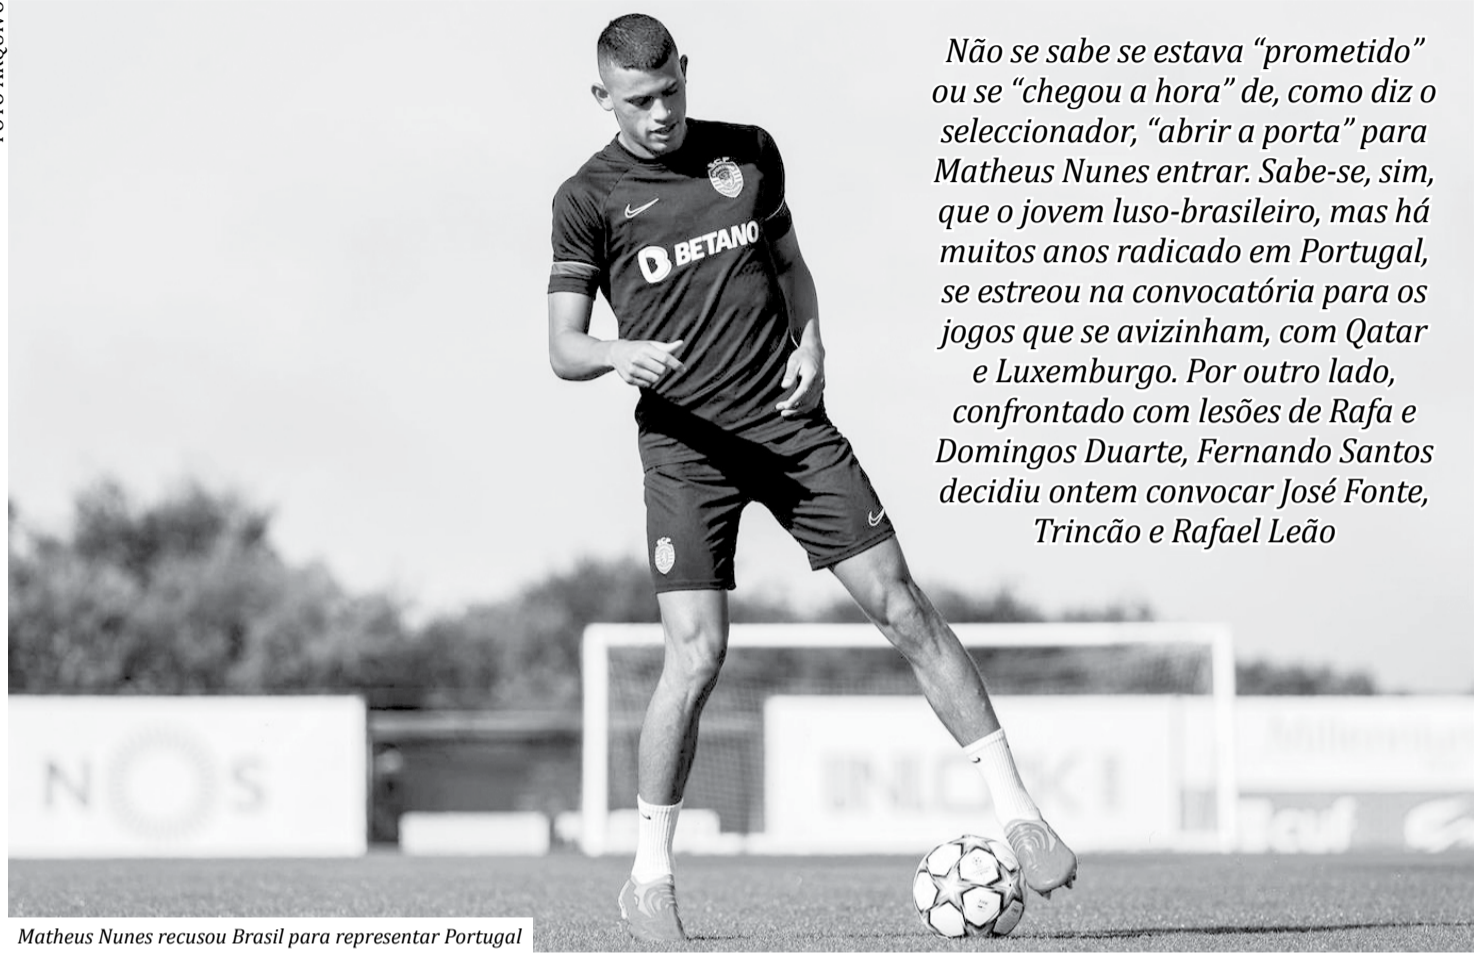 FOTO ARQUIVO
Não se sabe se estava “prometido”
ou se “chegou a hora” de, como diz o
seleccionador, “abrir a porta” para
Matheus Nunes entrar. Sabe-se, sim,
que o jovem luso-brasileiro, mas há
muitos anos radicado em Portugal,
se estreou na convocatória para os
jogos que se avizinham, com Qatar
e Luxemburgo. Por outro lado,
confrontado com lesões de Rafa e
Domingos Duarte, Fernando Santos
decidiu ontem convocar José Fonte,
Trincão e Rafael Leão
SCP
BETANO
NOS
Matheus Nunes recusou Brasil para representar Portugal